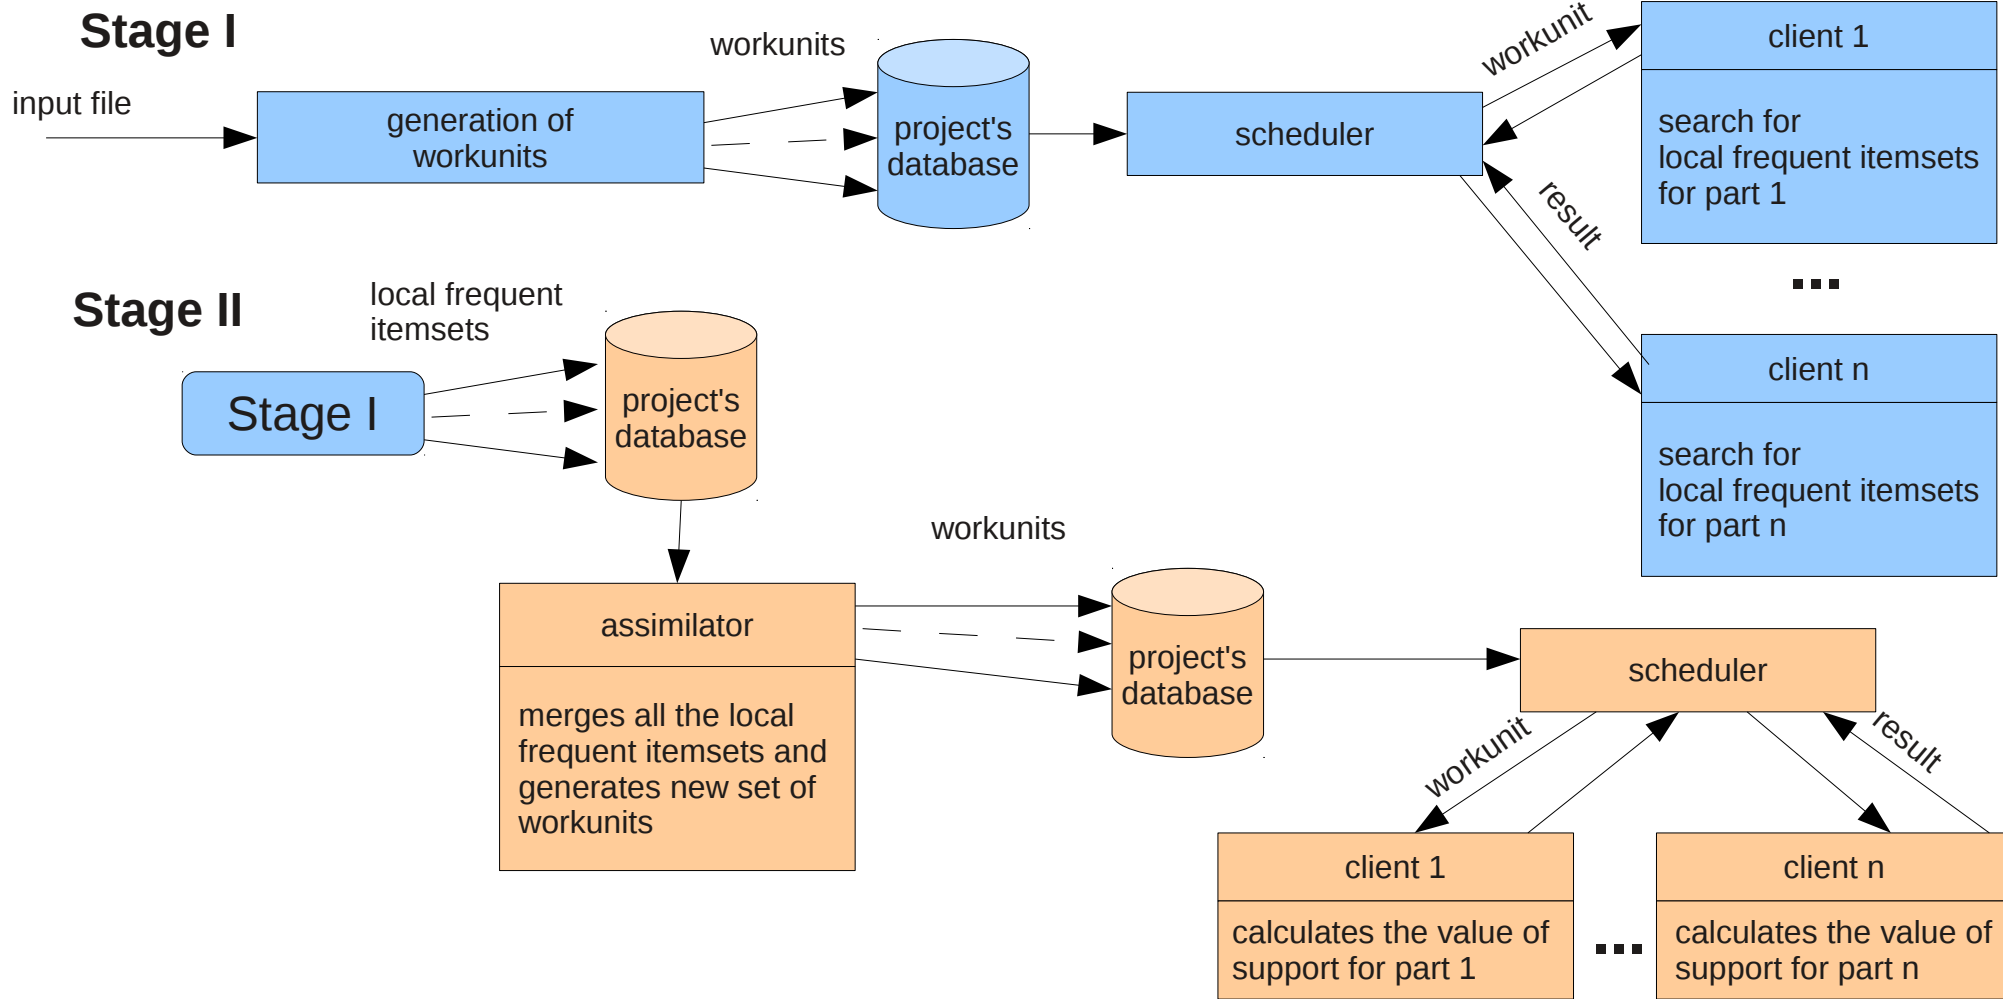 Stage I
input file
generation of
workunits
workunits
project's
database
scheduler
workunit
result
client 1
search for
local frequent itemsets
for part 1
...
client n
search for
local frequent itemsets
for part n
Stage II
Stage I
local frequent
itemsets
project's
database
assimilator
merges all the local
frequent itemsets and
generates new set of
workunits
workunits
project's
database
scheduler
workunit
result
client 1
calculates the value of
support for part 1
...
client n
calculates the value of
support for part n